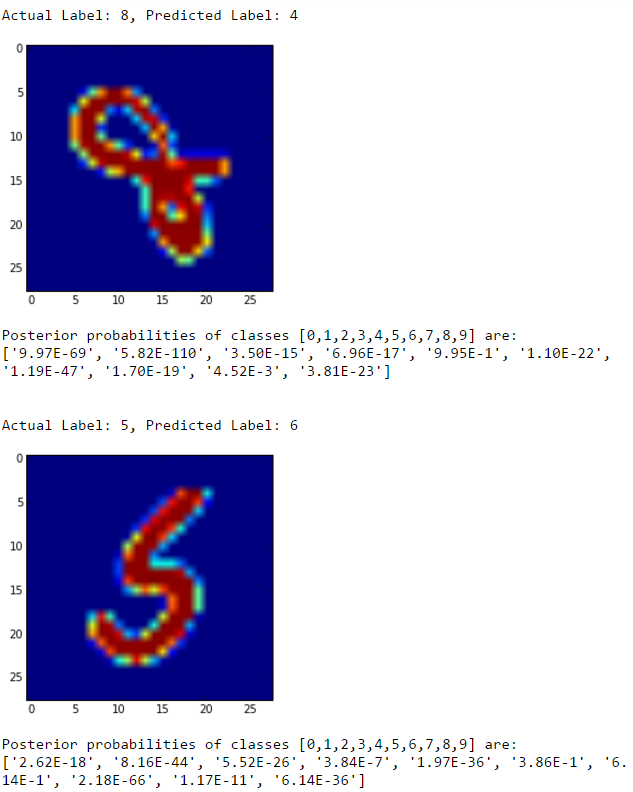 Actual Label: 8, Predicted Label: 4
0
5
10
15
20
25
0 5 10 15 20 25
Posterior probabilities of classes [0,1,2,3,4,5,6,7,8,9] are:
['9.97E-69', '5.82E-110', '3.50E-15', '6.96E-17', '9.95E-1', '1.10E-22',
'1.19E-47', '1.70E-19', '4.52E-3', '3.81E-23']
Actual Label: 5, Predicted Label: 6
0
5
10
15
20
25
0 5 10 15 20 25
Posterior probabilities of classes [0,1,2,3,4,5,6,7,8,9] are:
['2.62E-18', '8.16E-44', '5.52E-26', '3.84E-7', '1.97E-36', '3.86E-1', '6.
14E-1', '2.18E-66', '1.17E-11', '6.14E-36']